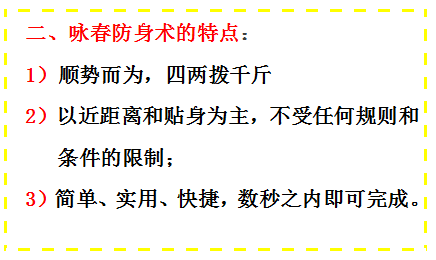 二、咏春防身术的特点：
1）顺势而为，四两拨千斤
2）以近距离和贴身为主，不受任何规则和
条件的限制；
3）简单、实用、快捷，数秒之内即可完成。